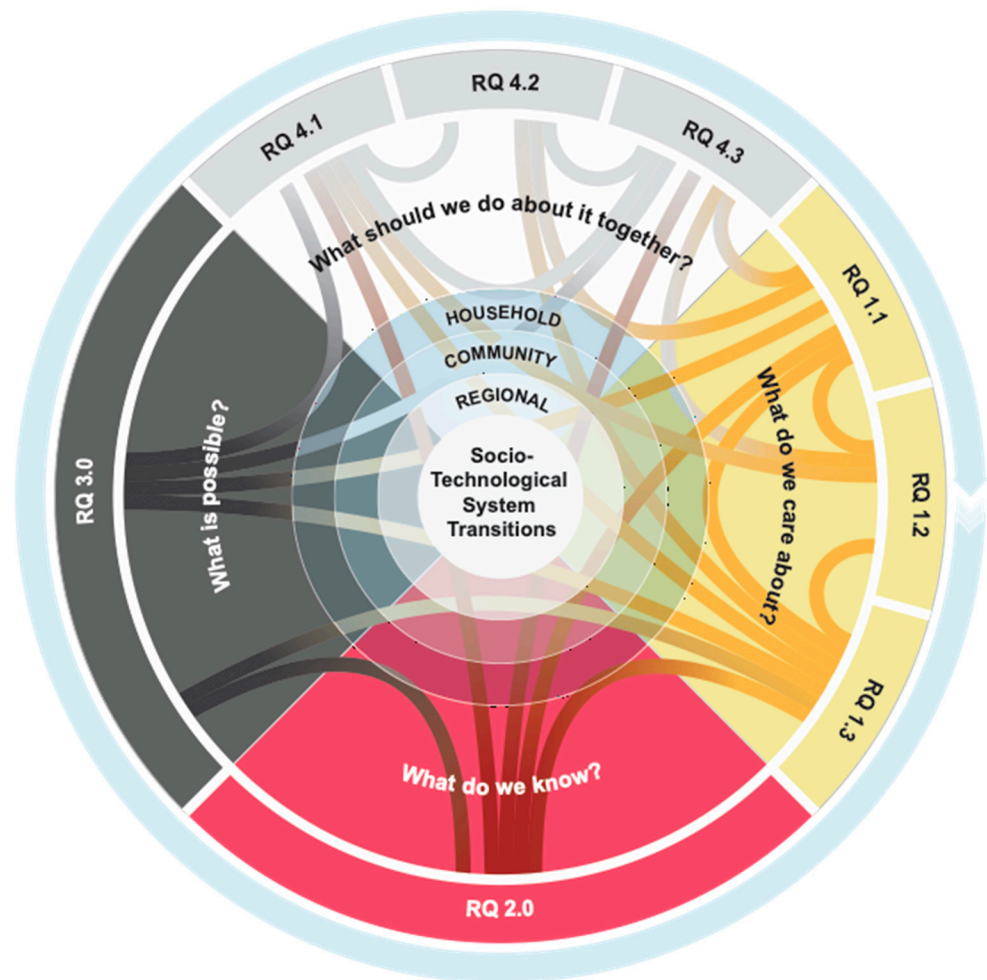 RQ 4.1
RQ 4.2
RQ 4.3
What should we do about it together?
RQ 1.1
RQ 1.2
RQ 1.3
What do we care about?
RQ 2.0
What do we know?
RQ 3.0
What is possible?
HOUSEHOLD
COMMUNITY
REGIONAL
Socio-
Technological
System
Transitions